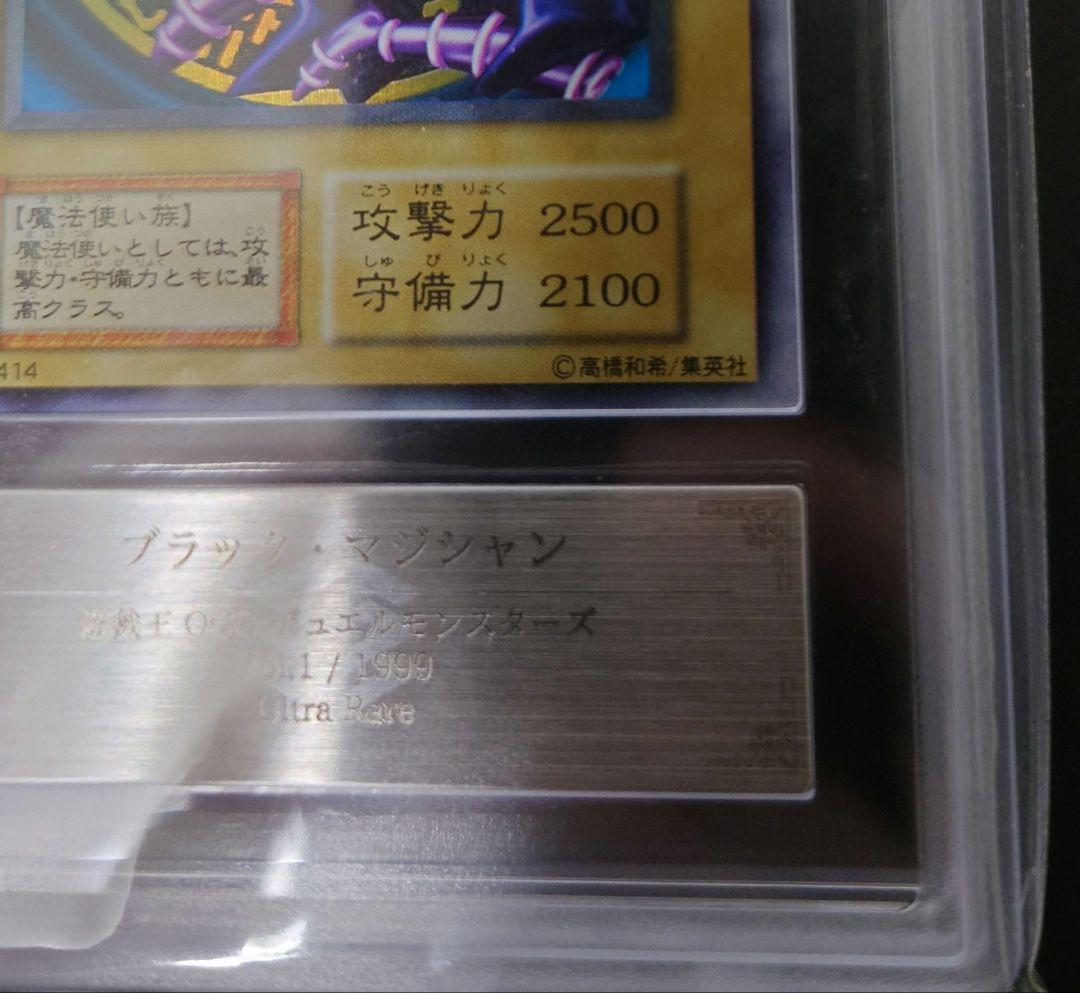 【魔法使い族】
魔法使いとしては、攻
撃力・守備力ともに最
高クラス。
こう げき りょく
攻撃力 2500
しゅ び りょく
守備力 2100
414
©高橋和希/集英社
ブラック・マジシャン
遊戯王OCG デュエルモンスターズ
Vol.1 / 1999
Ultra Rare